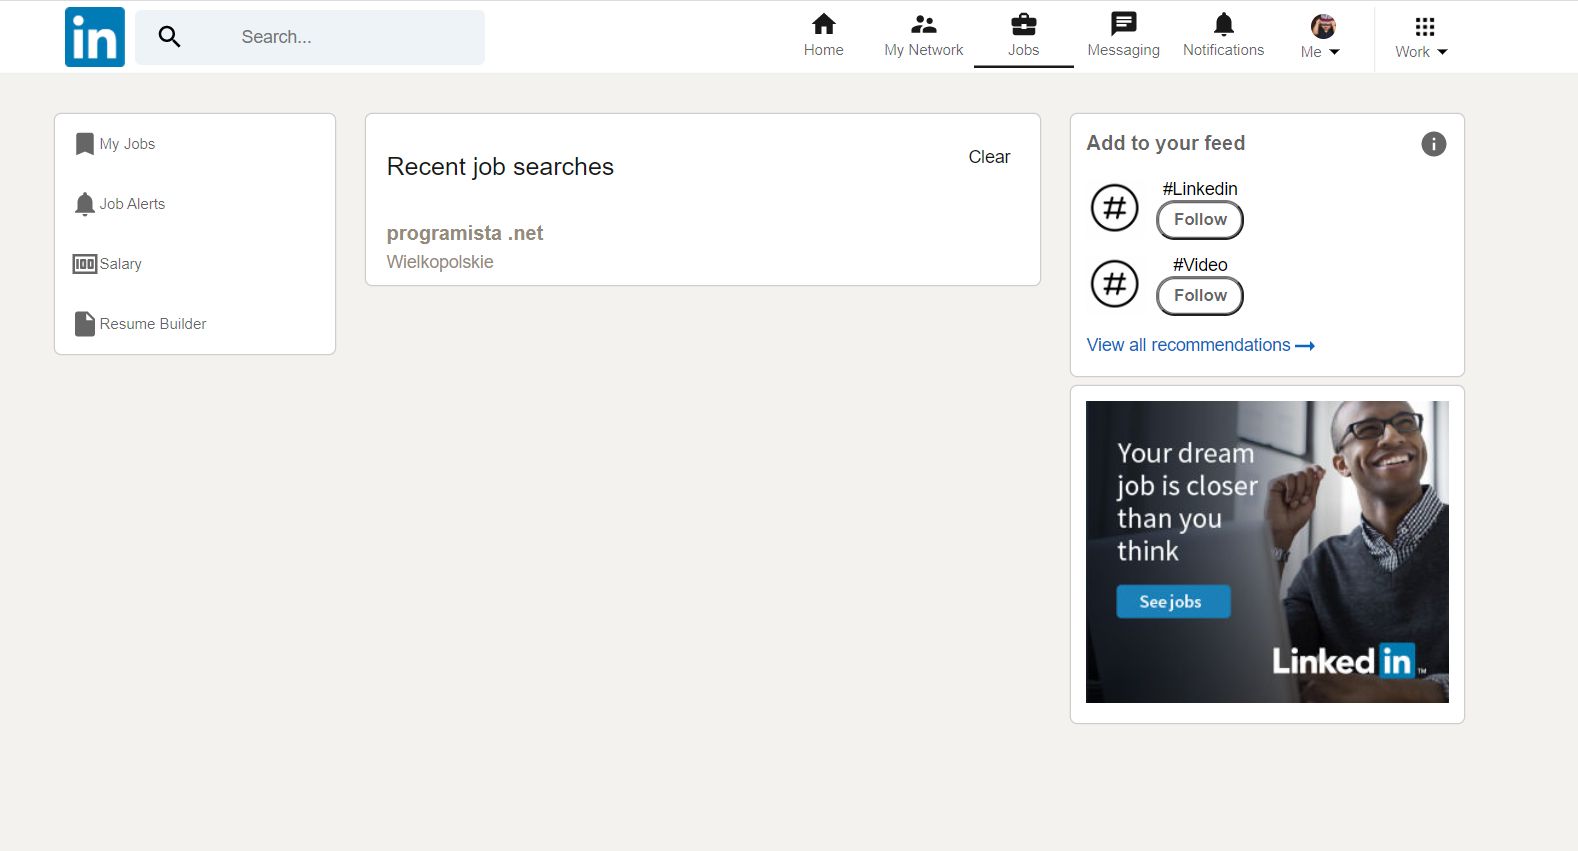 in
Search...
Home
My Network
Jobs
Messaging
Notifications
Me
Work
My Jobs
Job Alerts
100 Salary
Resume Builder
Recent job searches
Clear
programista .net
Wielkopolskie
Add to your feed
i
# #Linkedin
Follow
# #Video
Follow
View all recommendations
Your dream
job is closer
than you
think
See jobs
Linked in ™